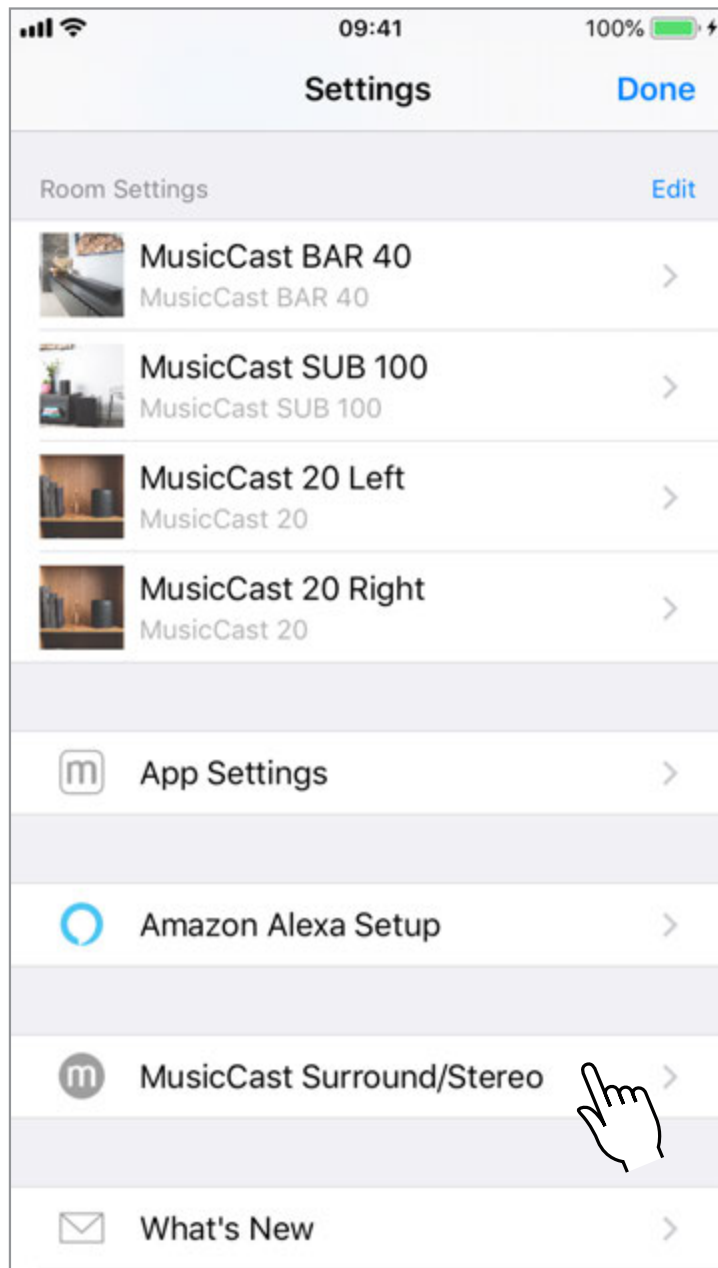 09:41 100%
Settings Done
Room Settings Edit
MusicCast BAR 40
MusicCast BAR 40
MusicCast SUB 100
MusicCast SUB 100
MusicCast 20 Left
MusicCast 20
MusicCast 20 Right
MusicCast 20
m App Settings
Amazon Alexa Setup
m MusicCast Surround/Stereo
What's New